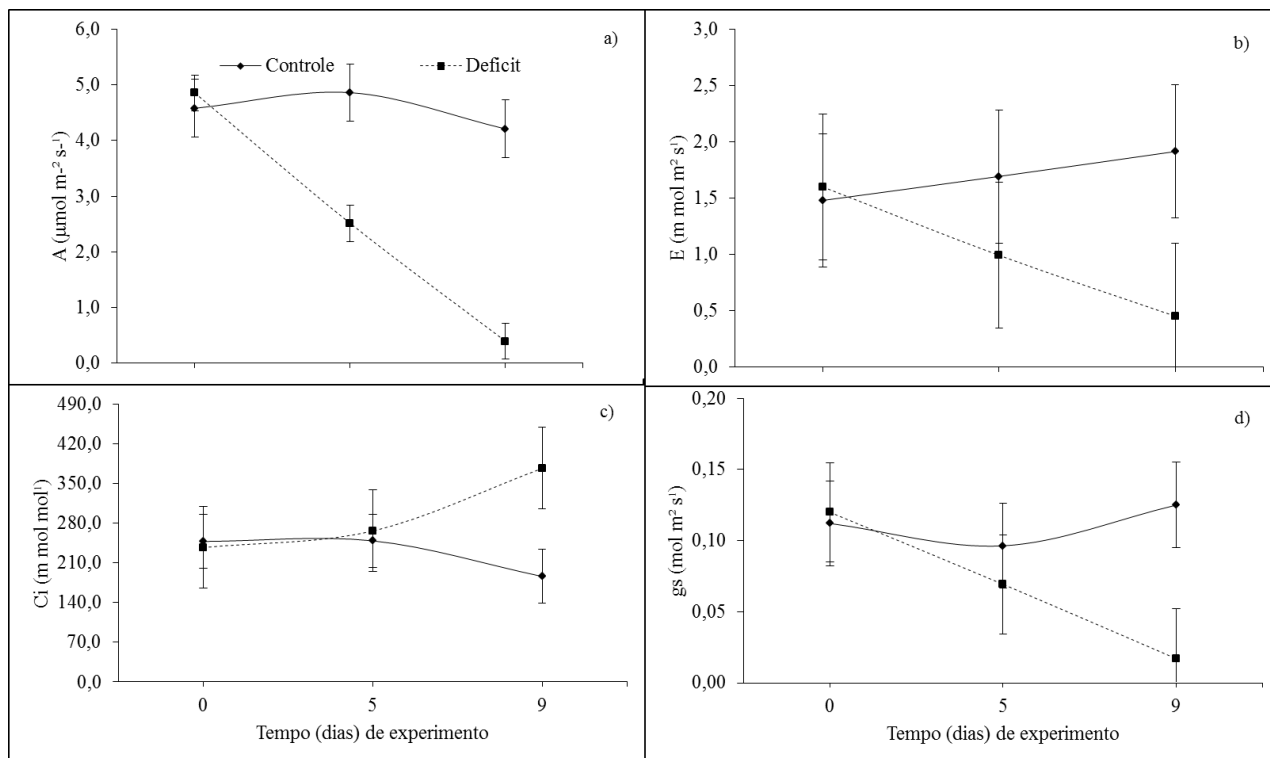 a)
Controle
Deficit
A (μmol m-² s-¹)
6,0
5,0
4,0
3,0
2,0
1,0
0,0
b)
E (m mol m² s¹)
3,0
2,5
2,0
1,5
1,0
0,5
0,0
c)
Ci (m mol mol¹)
490,0
420,0
350,0
280,0
210,0
140,0
70,0
0,0
0 5 9
Tempo (dias) de experimento
d)
gs (mol m² s¹)
0,20
0,15
0,10
0,05
0,00
0 5 9
Tempo (dias) de experimento